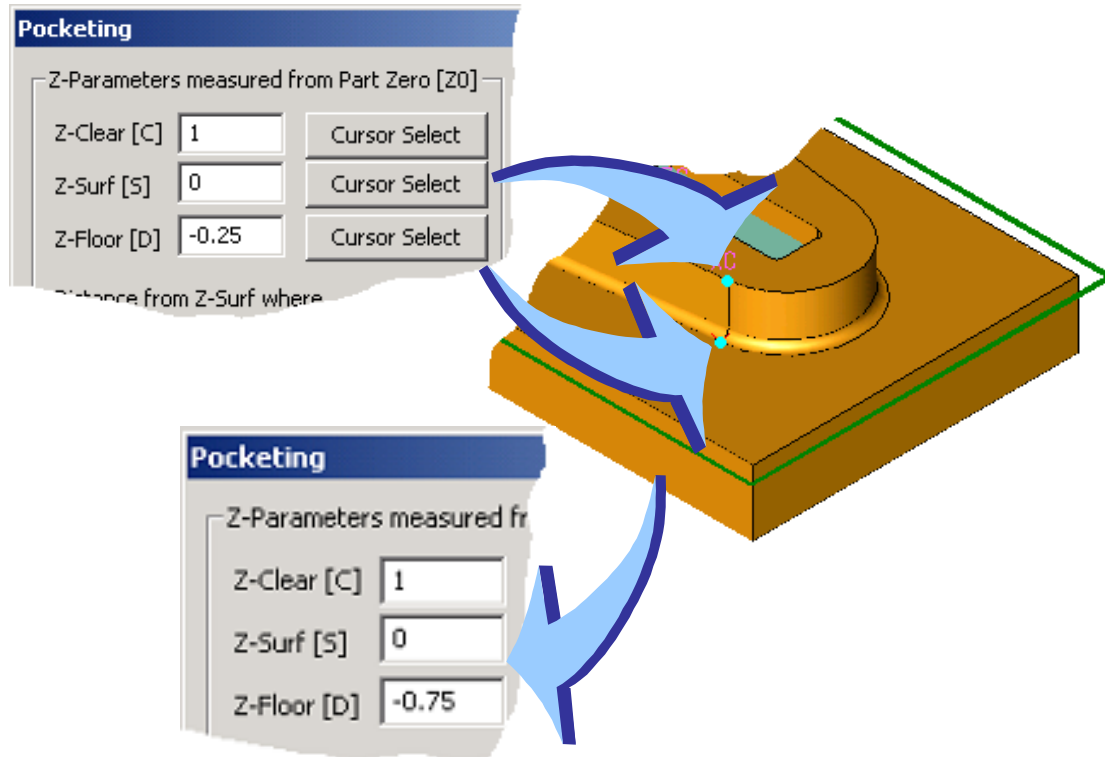 Pocketing
Z-Parameters measured from Part Zero [Z0]
Z-Clear [C] 1 Cursor Select
Z-Surf [S] 0 Cursor Select
Z-Floor [D] -0.25 Cursor Select
Distance from Z-Surf where
.C
Pocketing
Z-Parameters measured fr
Z-Clear [C] 1
Z-Surf [S] 0
Z-Floor [D] -0.75